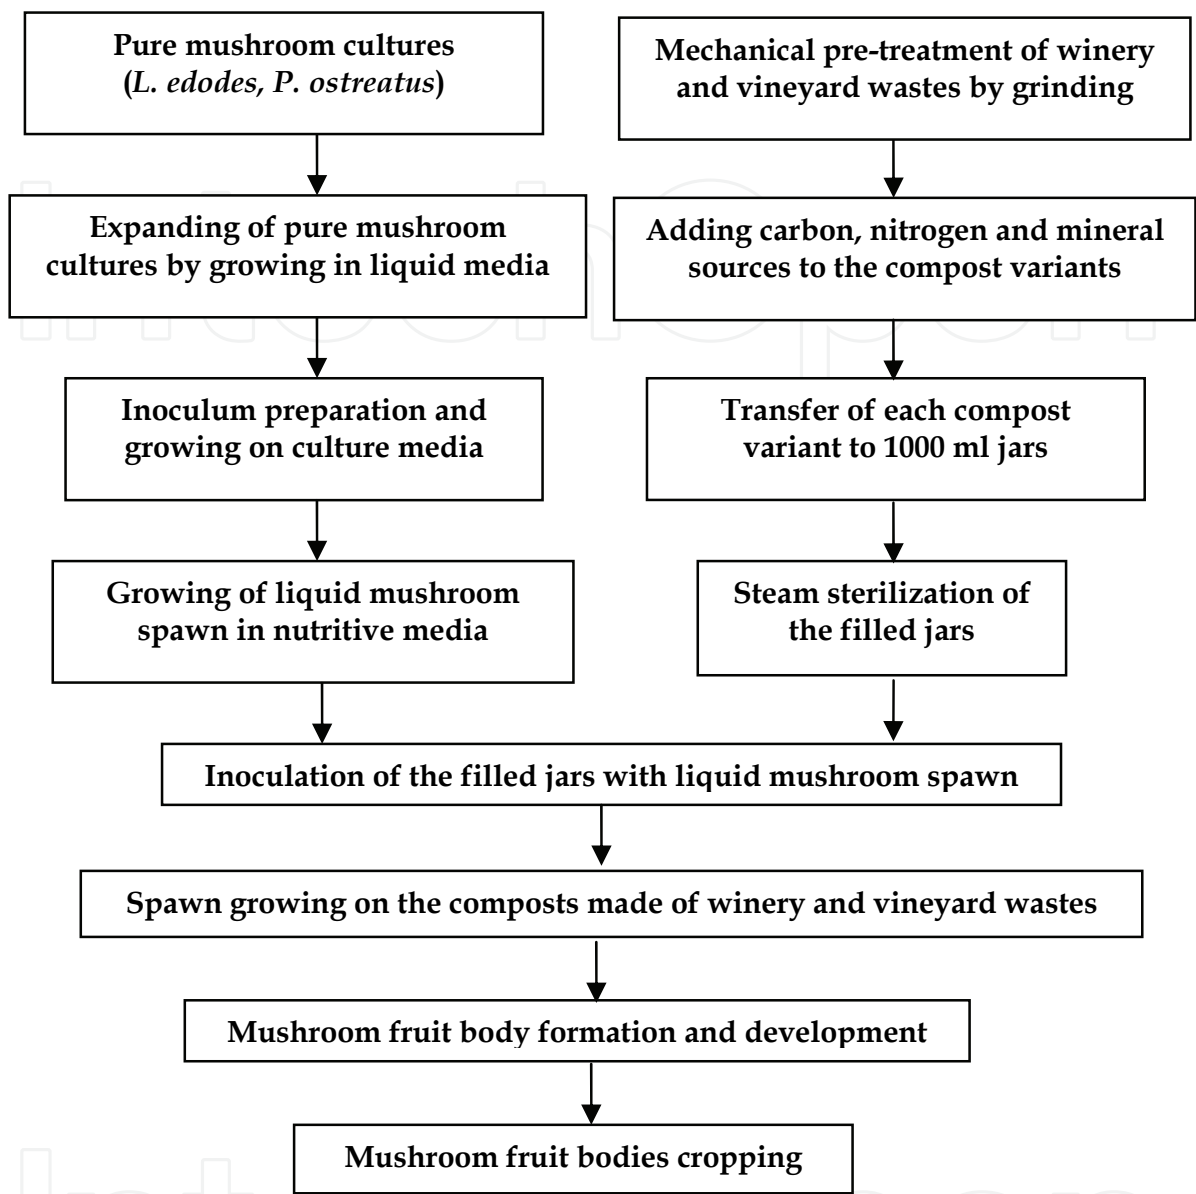 Pure mushroom cultures
(L. edodes, P. ostreatus)
Expanding of pure mushroom
cultures by growing in liquid media
Inoculum preparation and
growing on culture media
Growing of liquid mushroom
spawn in nutritive media
Mechanical pre-treatment of winery
and vineyard wastes by grinding
Adding carbon, nitrogen and mineral
sources to the compost variants
Transfer of each compost
variant to 1000 ml jars
Steam sterilization of
the filled jars
Inoculation of the filled jars with liquid mushroom spawn
Spawn growing on the composts made of winery and vineyard wastes
Mushroom fruit body formation and development
Mushroom fruit bodies cropping
IntechOpen